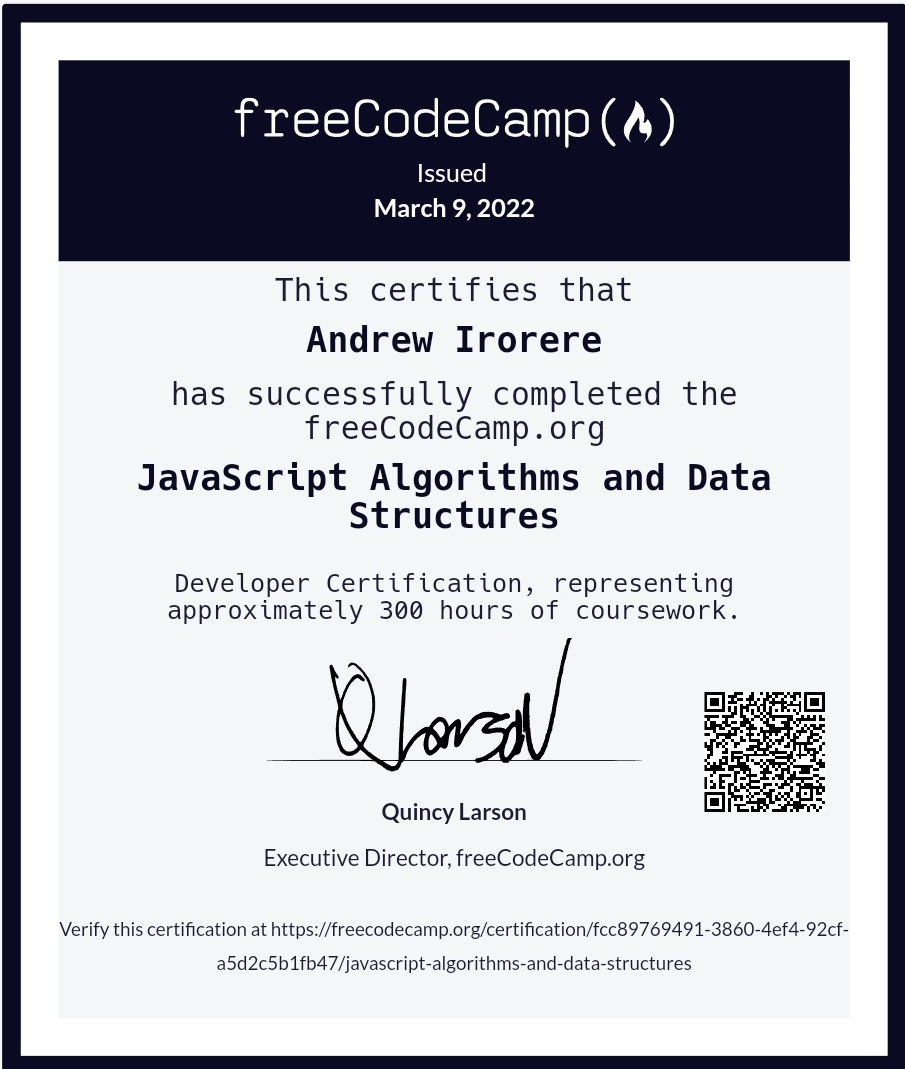 freeCodeCamp
Issued
March 9, 2022
This certifies that
Andrew Irorere
has successfully completed the
freeCodeCamp.org
JavaScript Algorithms and Data
Structures
Developer Certification, representing
approximately 300 hours of coursework.
QLarson
Quincy Larson
Executive Director, freeCodeCamp.org
Verify this certification at https://freecodecamp.org/certification/fcc89769491-3860-4ef4-92cf-
a5d2c5b1fb47/javascript-algorithms-and-data-structures